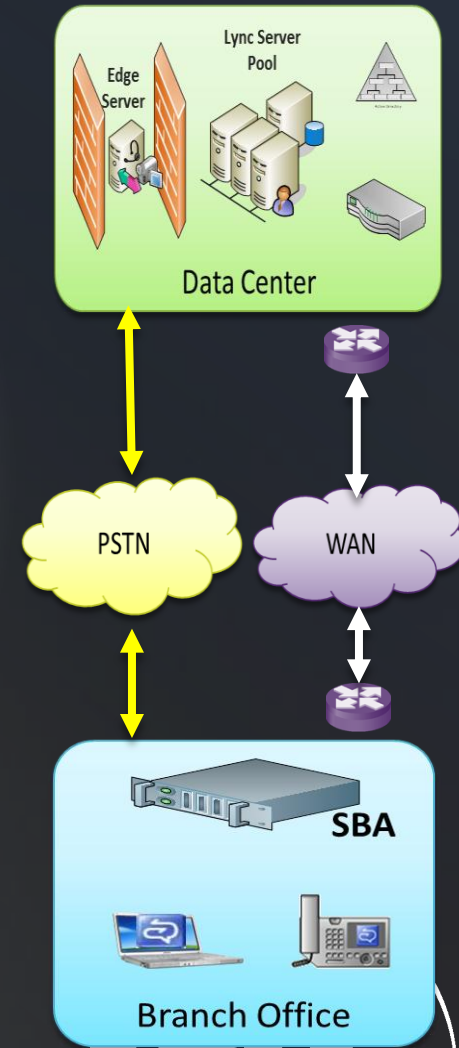 Lync Server
Pool
Edge
Server
Data Center
PSTN
WAN
SBA
Branch Office